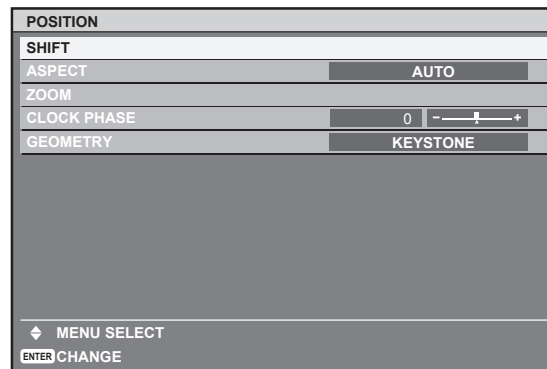 POSITION
SHIFT
ASPECT AUTO
ZOOM
CLOCK PHASE 0 - +
GEOMETRY KEYSTONE
MENU SELECT
ENTER CHANGE